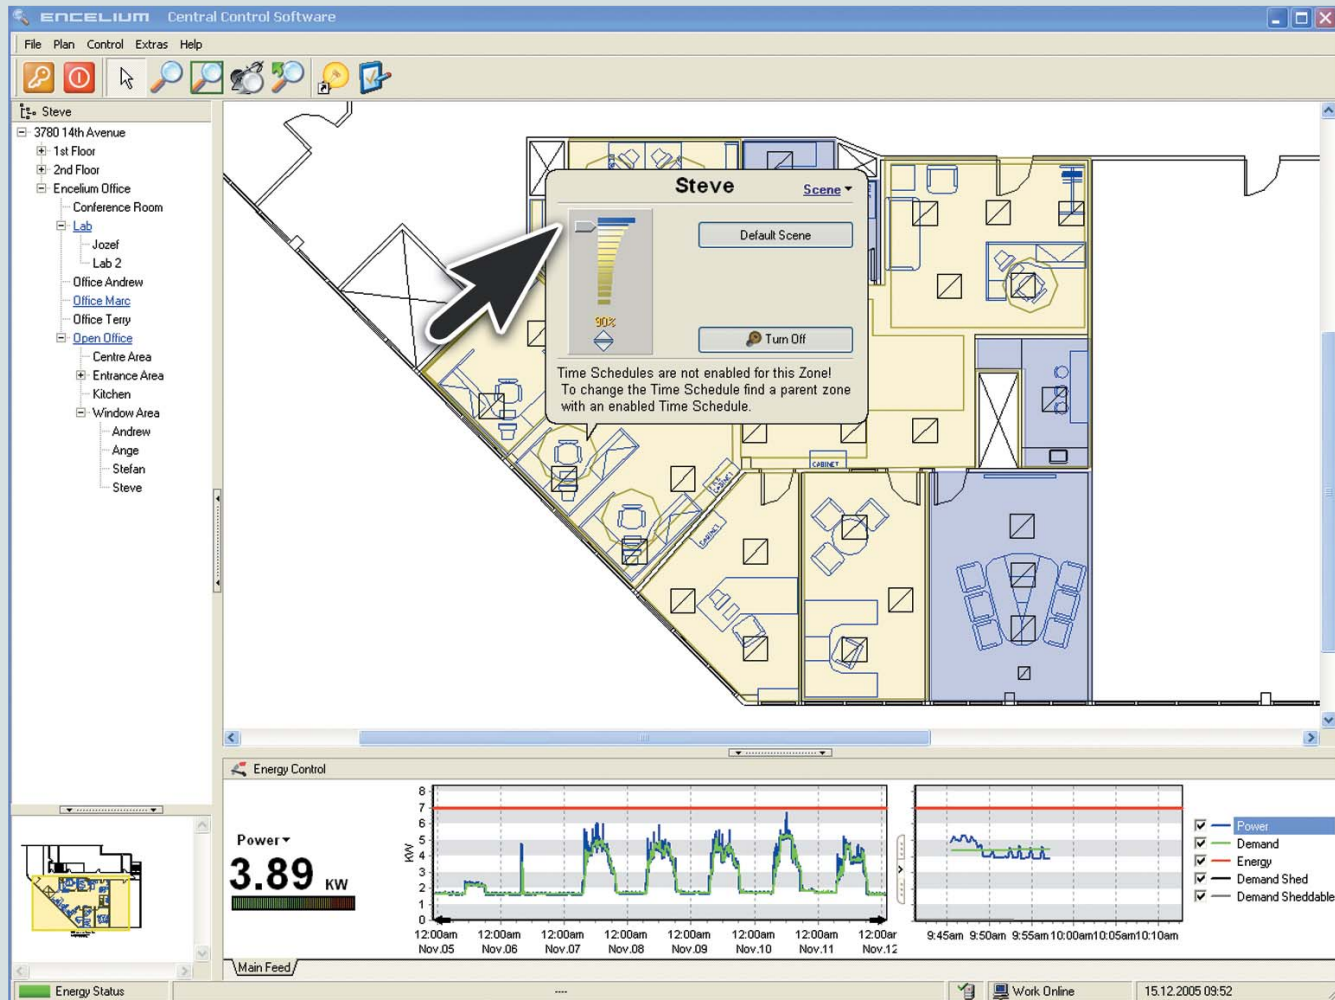 ENCELIUM Central Control Software
File Plan Control Extras Help
Steve
3780 14th Avenue
1st Floor
2nd Floor
Encelium Office
Conference Room
Lab
Jozef
Lab 2
Office Andrew
Office Marc
Office Terry
Open Office
Centre Area
Entrance Area
Kitchen
Window Area
Andrew
Ange
Stefan
Steve
Steve
Scene
Default Scene
90%
Turn Off
Time Schedules are not enabled for this Zone!
To change the Time Schedule find a parent zone
with an enabled Time Schedule.
CABINET
CABINET
CABINET
Energy Control
Power
3.89 KW
KW
8
7
6
5
4
3
2
1
0
12:00am 12:00am 12:00am 12:00am 12:00am 12:00am 12:00am 12:00ar
Nov.05 Nov.06 Nov.07 Nov.08 Nov.09 Nov.10 Nov.11 Nov.12
9:45am 9:50am 9:55am 10:00am 10:05am 10:10am
Power
Demand
Energy
Demand Shed
Demand Sheddable
Main Feed
Energy Status
----
Work Online
15.12.2005 09:52